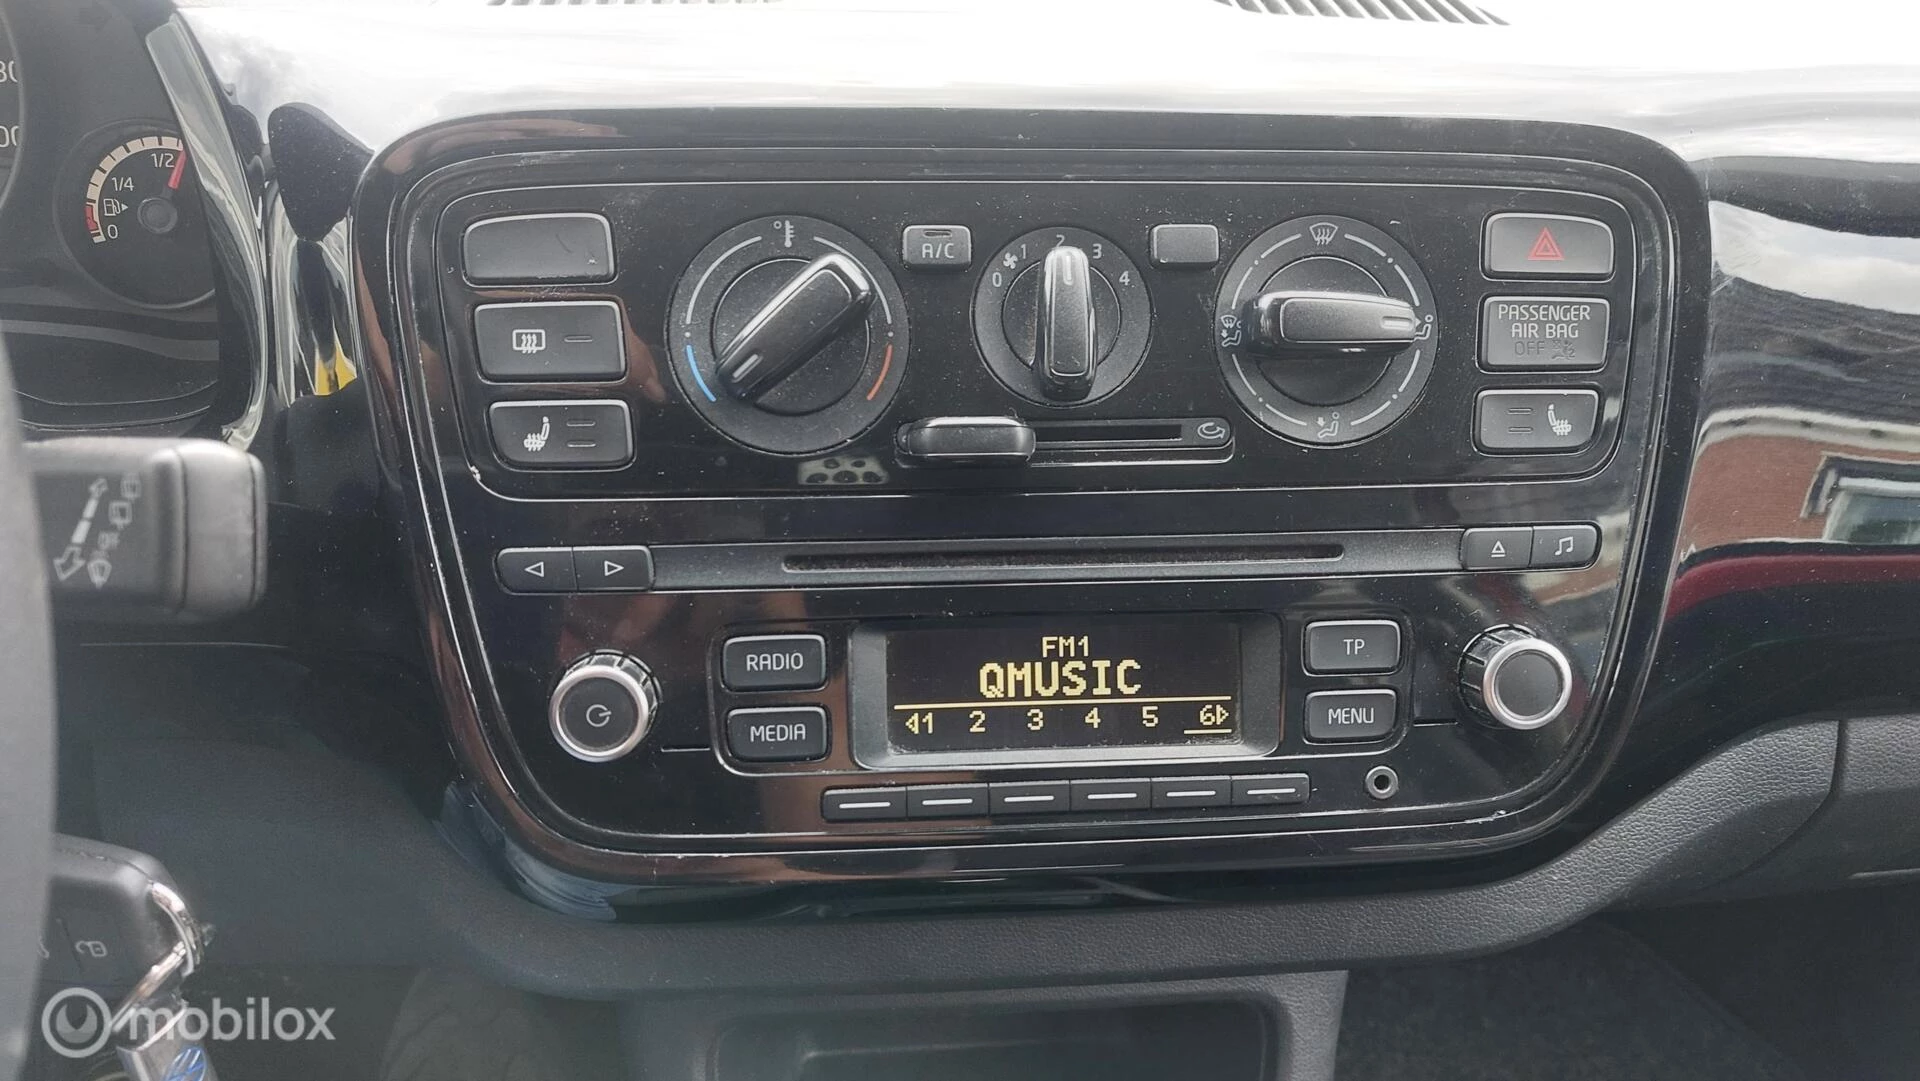 1/2
1/4
0
A/C
0 1 2 3 4
PASSENGER
AIR BAG
OFF
RADIO
MEDIA
FM1
QMUSIC
1 2 3 4 5 6
TP
MENU
mobilox